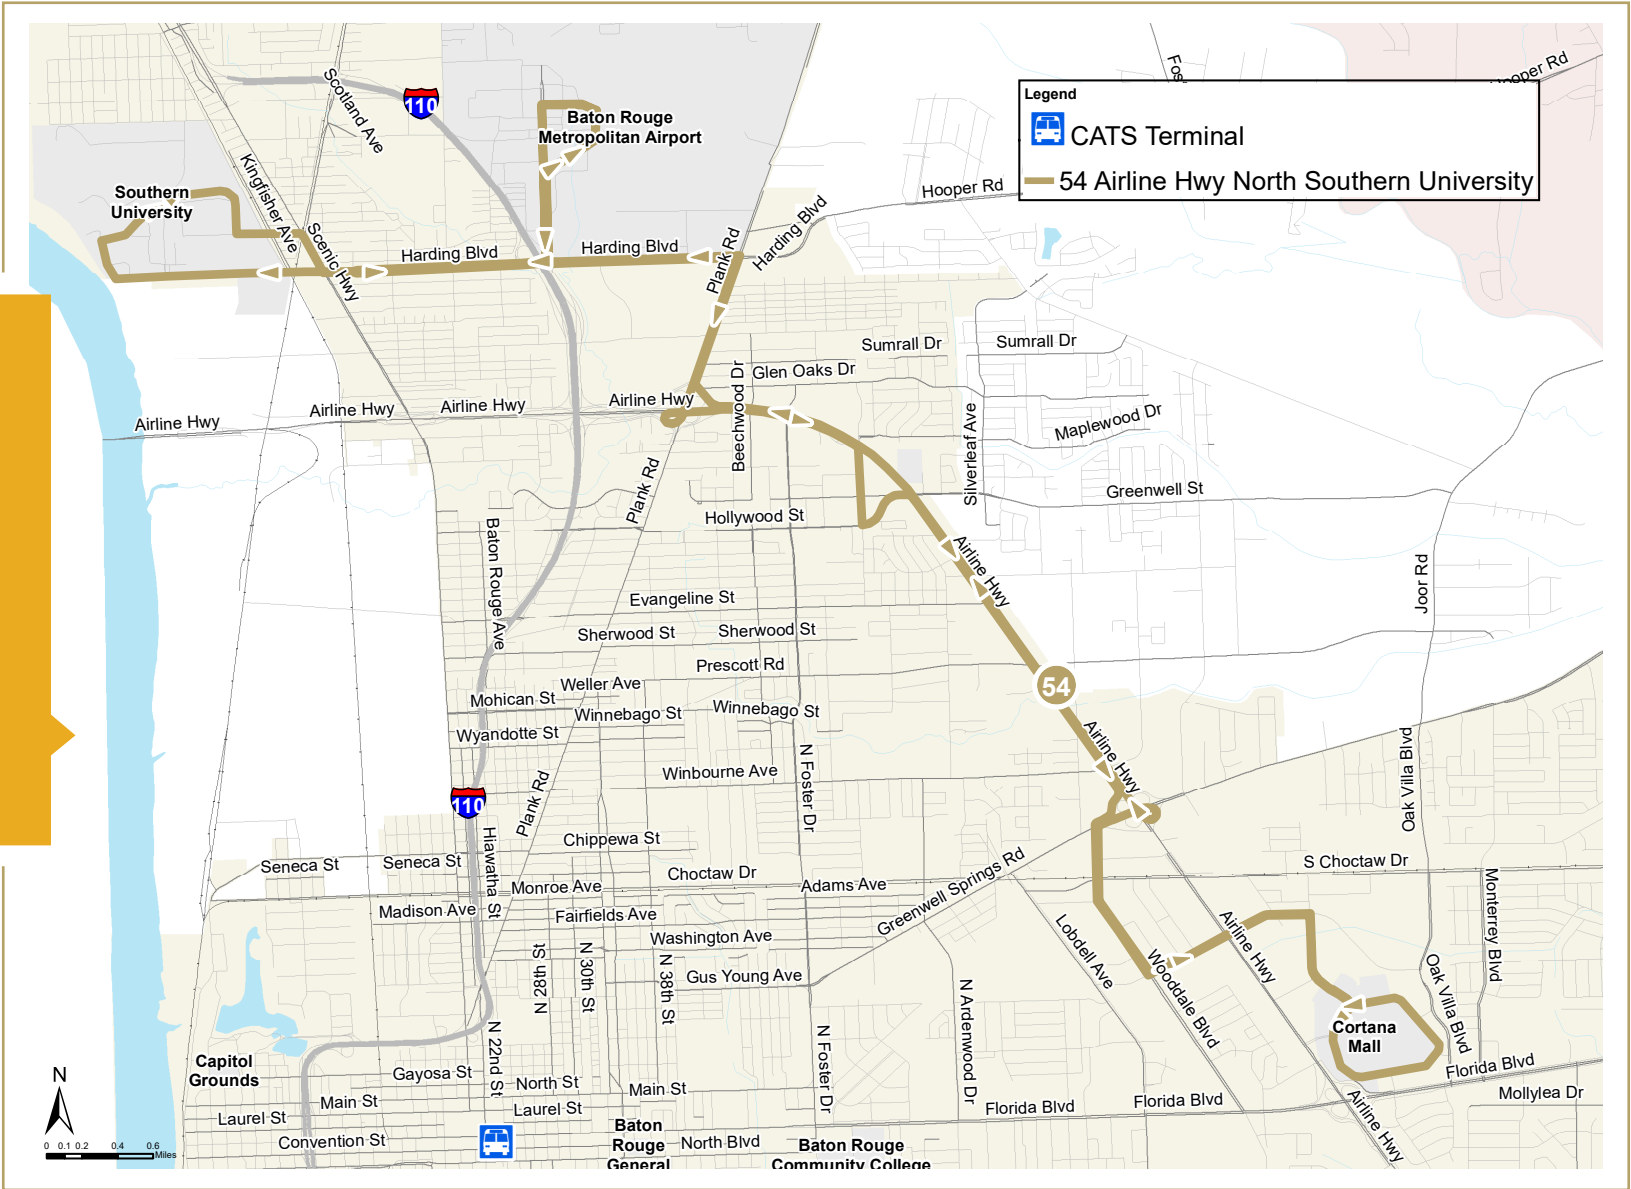 Scotland Ave
110
Baton Rouge
Metropolitan Airport
Hooper Rd
Legend
CATS Terminal
54 Airline Hwy North Southern University
Southern
University
Kingfisher Ave
Scenic Hwy
Harding Blvd
Harding Blvd
Plank Rd
Harding Blvd
Hooper Rd
Sumrall Dr
Sumrall Dr
Glen Oaks Dr
Beechwood Dr
Airline Hwy
Airline Hwy
Airline Hwy
Airline Hwy
Silverleaf Ave
Maplewood Dr
Greenwell St
Plank Rd
Hollywood St
Baton Rouge Ave
Airline Hwy
Joor Rd
Evangeline St
Sherwood St
Sherwood St
Prescott Rd
Weller Ave
Mohican St
54
Winnebago St
Winnebago St
Wyandotte St
Airline Hwy
Oak Villa Blvd
N Foster Dr
Winbourne Ave
110
Plank Rd
Hiawatha St
Chippewa St
Seneca St
Seneca St
Choctaw Dr
S Choctaw Dr
Monroe Ave
Adams Ave
Greenwell Springs Rd
Monterrey Blvd
Madison Ave
Fairfields Ave
Washington Ave
Gus Young Ave
N 28th St
N 30th St
N 38th St
Lobdell Ave
Airline Hwy
Wooddale Blvd
Oak Villa Blvd
N Ardenwood Dr
N Foster Dr
N 22nd St
Cortana
Mall
Capitol
Grounds
Florida Blvd
N
Gayosa St
North St
Main St
Main St
Laurel St
Laurel St
Florida Blvd
Florida Blvd
Mollylea Dr
Airline Hwy
Convention St
Baton
Rouge
General
North Blvd
Baton Rouge
Community College
0 0.1 0.2 0.4 0.6
Miles